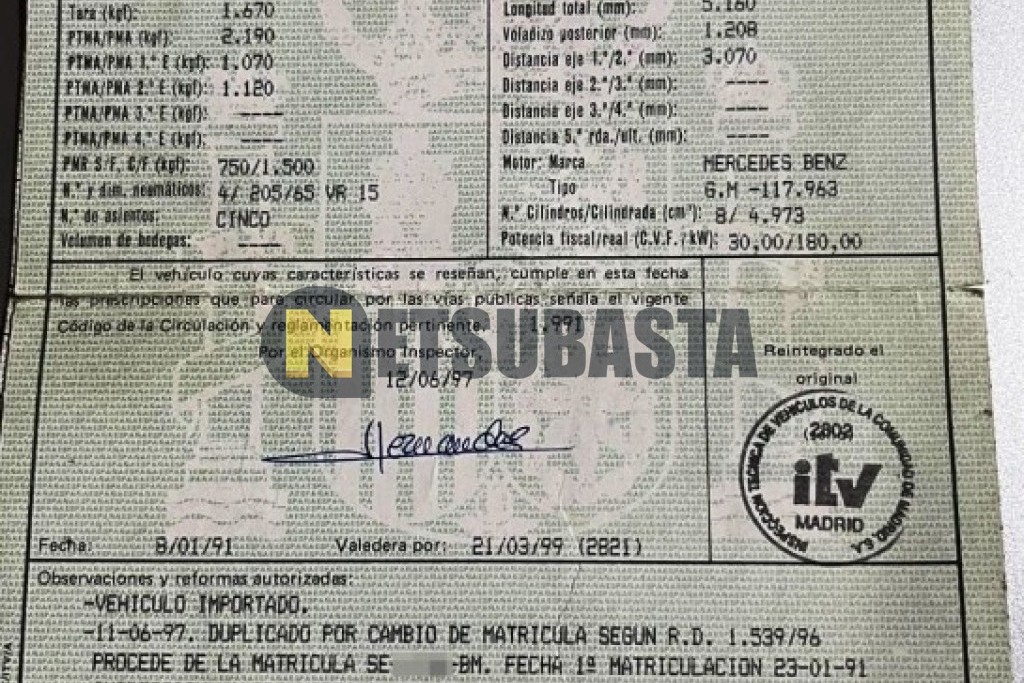 Tara (kgf): 1.670
PTMA/PMA (kgf): 2.190
PTMA/PMA 1.ª E (kgf): 1.070
PTMA/PMA 2.ª E (kgf): 1.120
PTMA/PMA 3.ª E (kgf): ----
PTMA/PMA 4.ª E (kgf): ----
PMR S/F, C/F (kgf): 750/1.500
N.º y dim. neumáticos: 4/ 205/65 VR 15
N.º de asientos: CINCO
Volumen de bodegas: ----
Longitud total (mm): 5.160
Voladizo posterior (mm): 1.208
Distancia eje 1.º/2.º (mm): 3.070
Distancia eje 2.º/3.º (mm): ----
Distancia eje 3.º/4.º (mm): ----
Distancia 5.ª rda./ult. (mm): ----
Motor: Marca MERCEDES BENZ
Tipo G.M -117.963
N.º Cilindros/Cilindrada (cm³): 8/ 4.973
Potencia fiscal/real (C.V.F./kW): 30,00/180,00
El vehículo cuyas características se reseñan, cumple en esta fecha
las prescripciones que para circular por las vías públicas señala el vigente
Código de la Circulación y reglamentación pertinente. 1.991
Por el Organismo Inspector,
12/06/97
NETSUBASTA
Hernandez
Reintegrado el
original
INSPECCION TECNICA DE VEHICULOS DE LA COMUNIDAD DE MADRID, S.A.
itv
MADRID
Fecha: 8/01/91 Valedera por: 21/03/99 (2821)
Observaciones y reformas autorizadas:
-VEHICULO IMPORTADO.
-11-06-97. DUPLICADO POR CAMBIO DE MATRICULA SEGUN R.D. 1.539/96
PROCEDE DE LA MATRICULA SE -BM. FECHA 1ª MATRICULACION 23-01-91